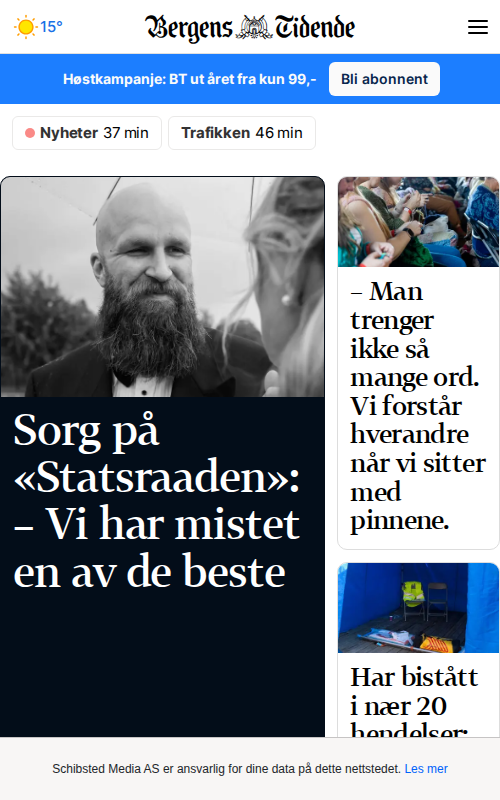 15°
Bergens Tidende
Høstkampanje: BT ut året fra kun 99,-
Bli abonnent
Nyheter 37 min
Trafikken 46 min
Sorg på
«Statsraaden»:
– Vi har mistet
en av de beste
– Man
trenger
ikke så
mange ord.
Vi forstår
hverandre
når vi sitter
med
pinnene.
Har bistått
i nær 20
hendelser:
Schibsted Media AS er ansvarlig for dine data på dette nettstedet. Les mer